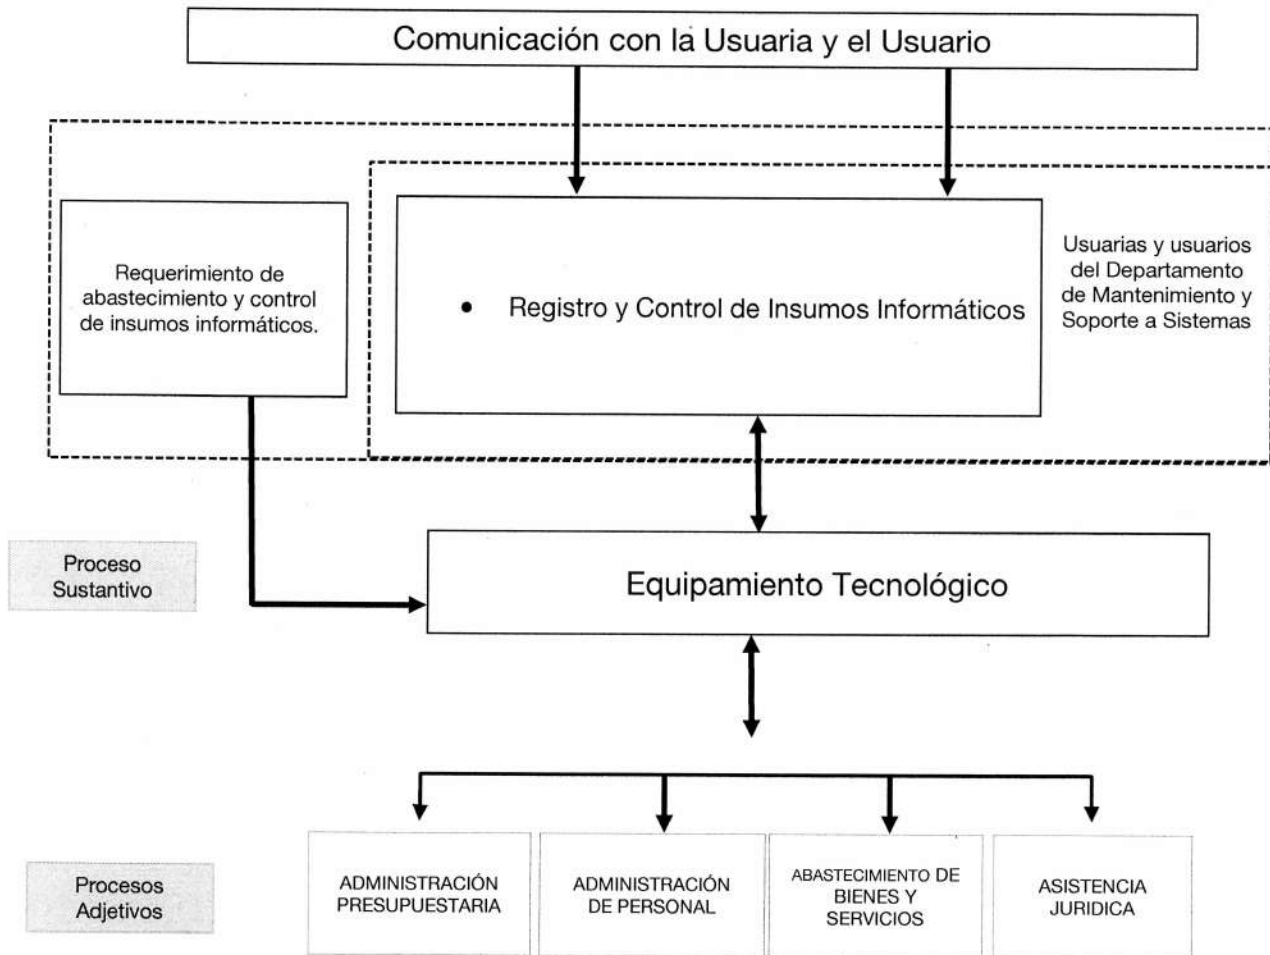 Comunicación con la Usuaria y el Usuario
Requerimiento de
abastecimiento y control
de insumos informáticos.
• Registro y Control de Insumos Informáticos
Usuarias y usuarios
del Departamento
de Mantenimiento y
Soporte a Sistemas
Proceso
Sustantivo
Equipamiento Tecnológico
Procesos
Adjetivos
ADMINISTRACIÓN
PRESUPUESTARIA
ADMINISTRACIÓN
DE PERSONAL
ABASTECIMIENTO DE
BIENES Y
SERVICIOS
ASISTENCIA
JURIDICA